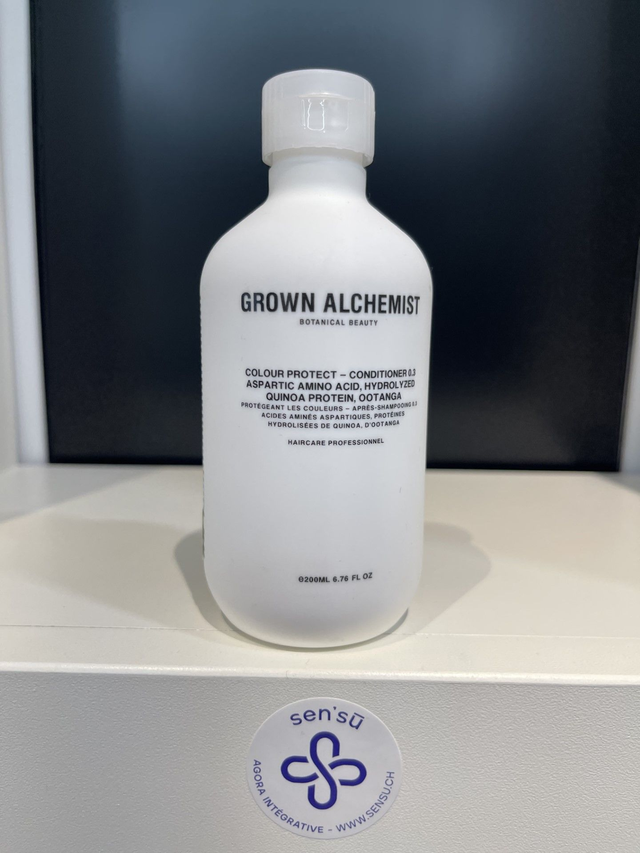 GROWN ALCHEMIST
BOTANICAL BEAUTY
COLOUR PROTECT – CONDITIONER 0.3
ASPARTIC AMINO ACID, HYDROLYZED
QUINOA PROTEIN, OOTANGA
PROTÉGEANT LES COULEURS – APRÈS-SHAMPOOING 0.3
ACIDES AMINÉS ASPARTIQUES, PROTÉINES
HYDROLISÉES DE QUINOA, D'OOTANGA
HAIRCARE PROFESSIONNEL
℮200ML 6.76 FL OZ
sen'sū
AGORA INTÉGRATIVE - WWW.SENSU.CH